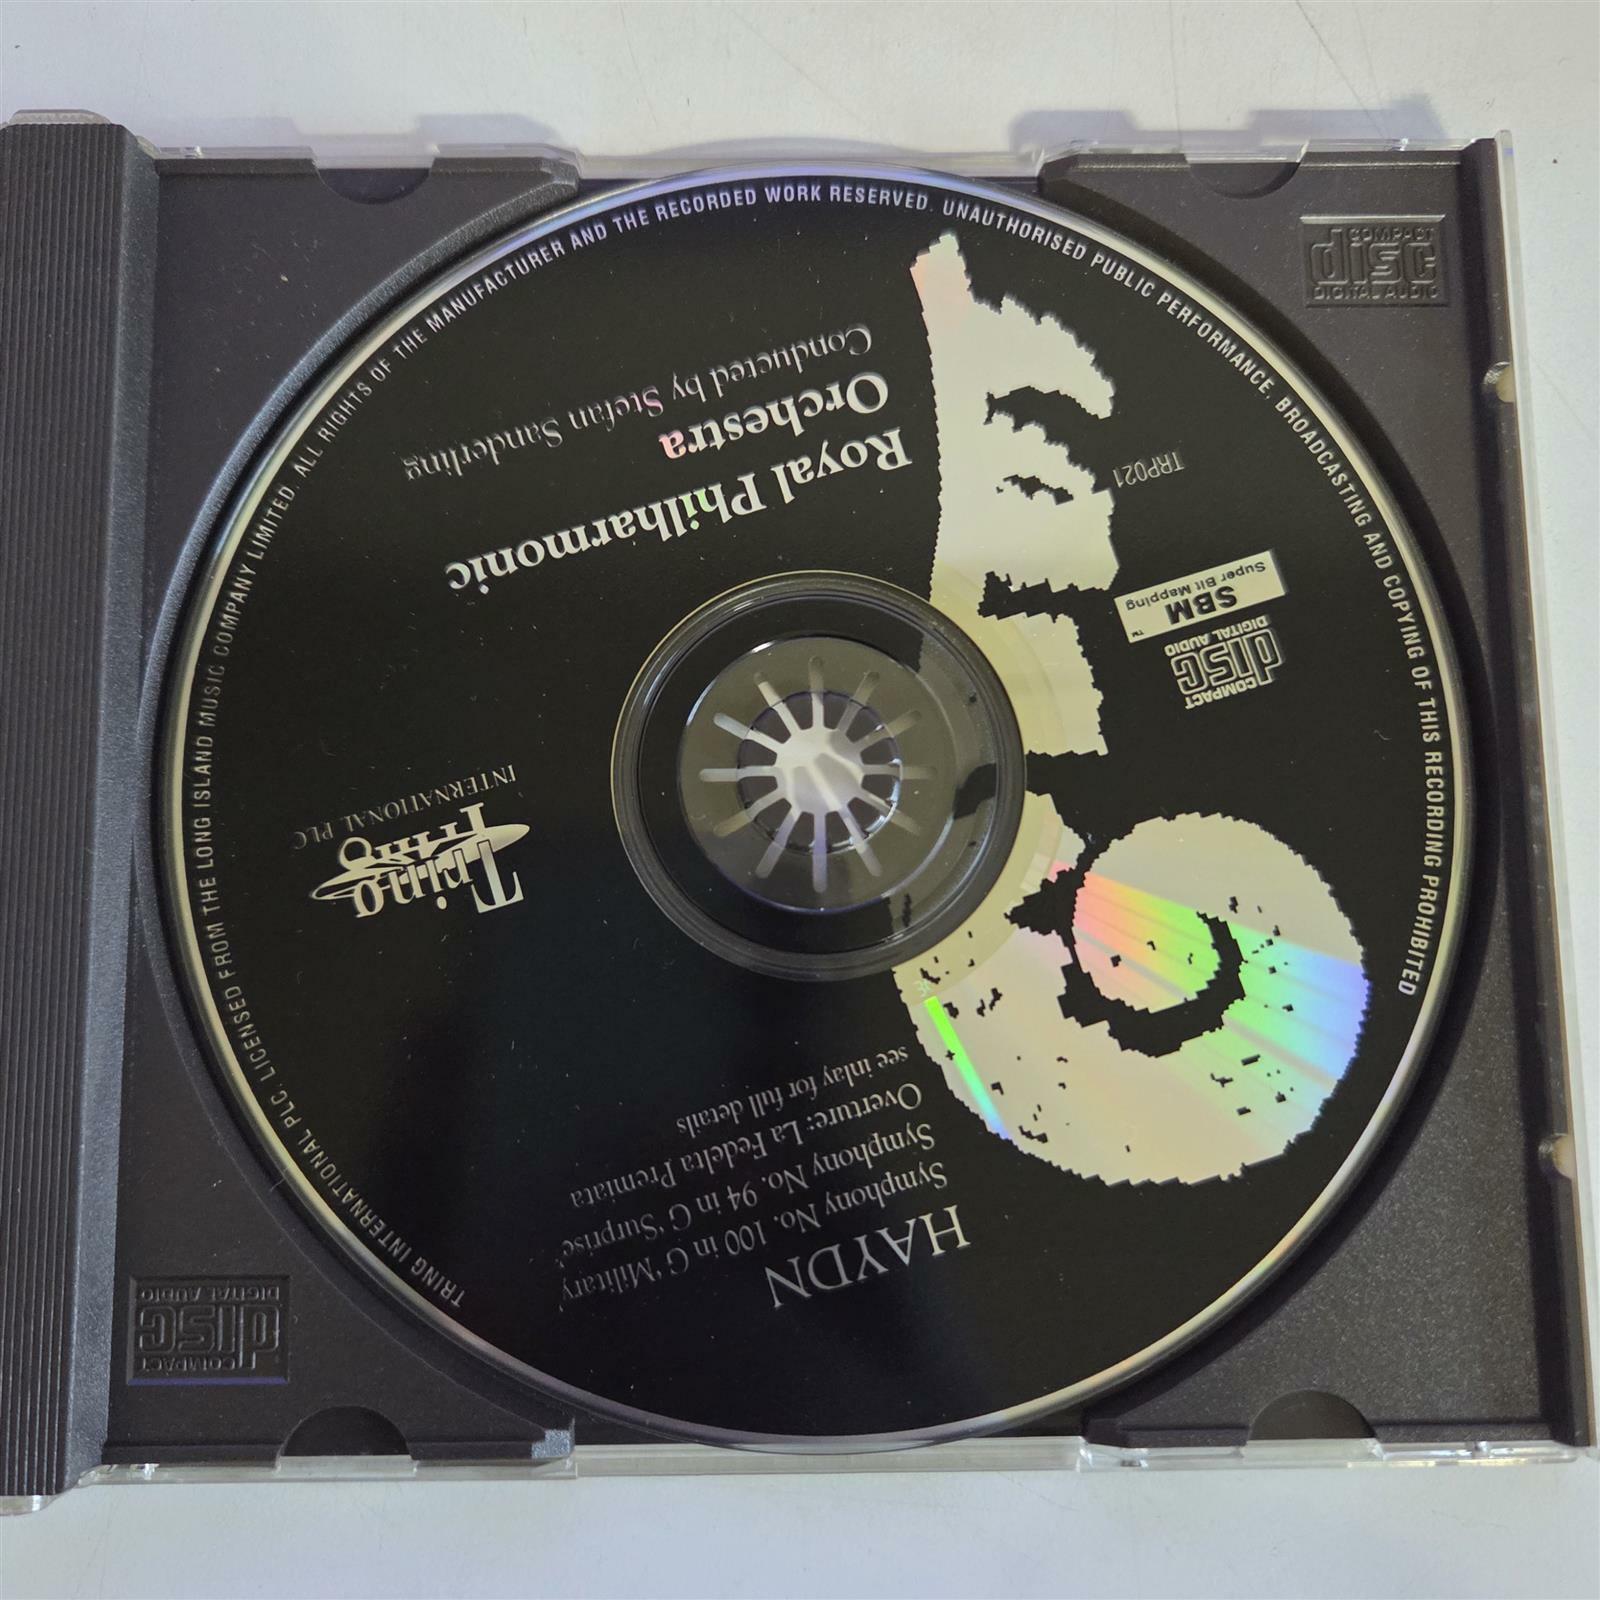 HAYDN
Symphony No. 100 in G 'Military'
Symphony No. 94 in G 'Surprise'
Overture: La Fedelta Premiata
see inlay for full details
Tring
INTERNATIONAL PLC
Royal Philharmonic
Orchestra
Conducted by Stefan Sanderling
COMPACT
disc
DIGITAL AUDIO
SBM
Super Bit Mapping
™
TRP021
TRING INTERNATIONAL PLC. LICENSED FROM THE LONG ISLAND MUSIC COMPANY LIMITED. ALL RIGHTS OF THE MANUFACTURER AND THE RECORDED WORK RESERVED. UNAUTHORISED PUBLIC PERFORMANCE, BROADCASTING AND COPYING OF THIS RECORDING PROHIBITED
COMPACT
disc
DIGITAL AUDIO
COMPACT
disc
DIGITAL AUDIO